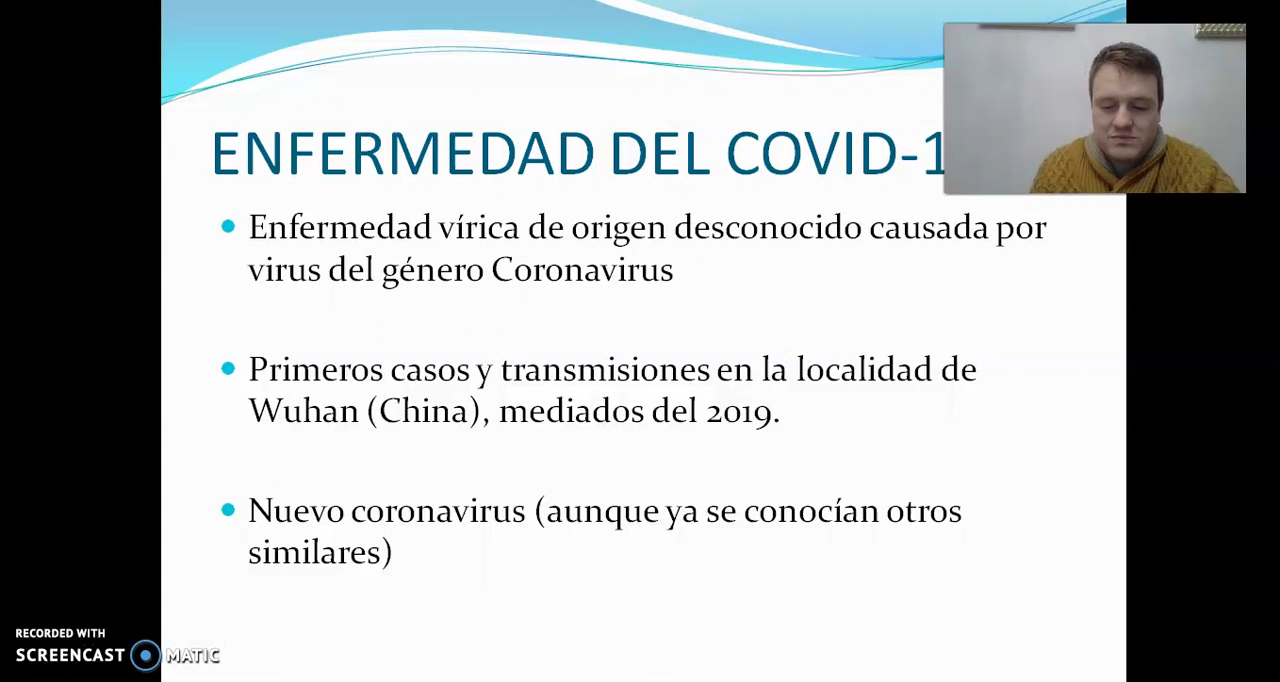 ENFERMEDAD DEL COVID-1
Enfermedad vírica de origen desconocido causada por
virus del género Coronavirus
Primeros casos y transmisiones en la localidad de
Wuhan (China), mediados del 2019.
Nuevo coronavirus (aunque ya se conocían otros
similares)
RECORDED WITH
SCREENCAST MATIC